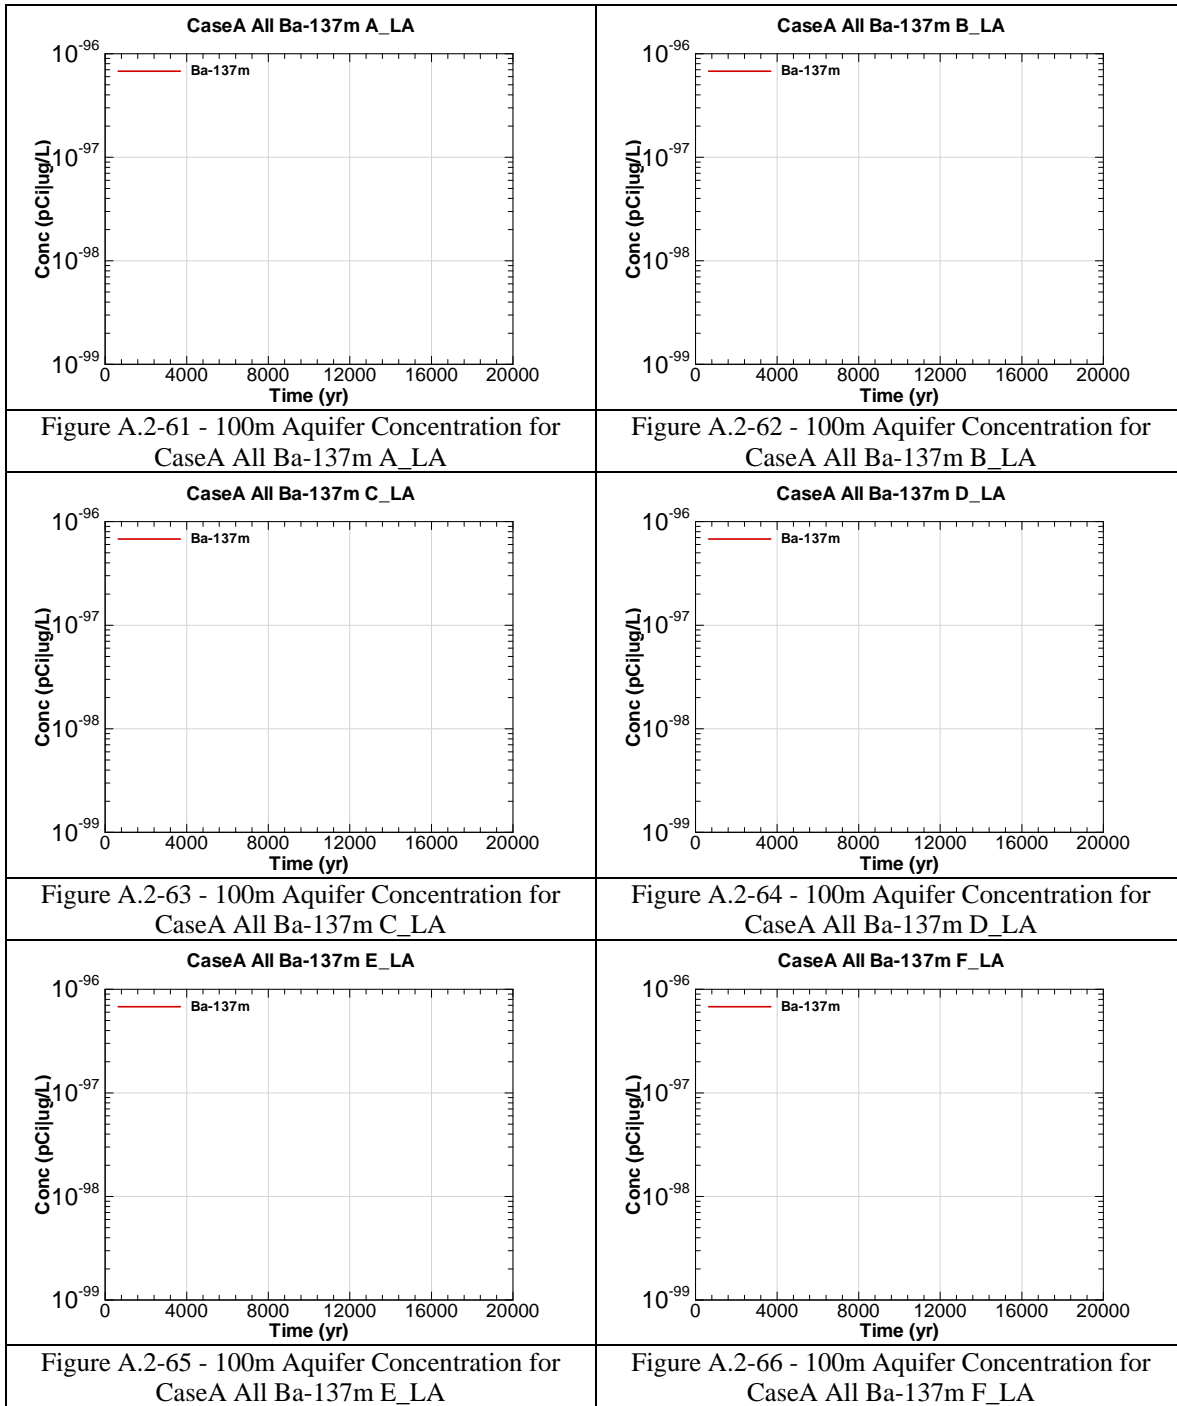 CaseA All Ba-137m A_LA
10-96
Ba-137m
10-97
Conc (pCi|ug/L)
10-98
10-99
0 4000 8000 12000 16000 20000
Time (yr)
Figure A.2-61 - 100m Aquifer Concentration for
CaseA All Ba-137m A_LA
CaseA All Ba-137m B_LA
10-96
Ba-137m
10-97
Conc (pCi|ug/L)
10-98
10-99
0 4000 8000 12000 16000 20000
Time (yr)
Figure A.2-62 - 100m Aquifer Concentration for
CaseA All Ba-137m B_LA
CaseA All Ba-137m C_LA
10-96
Ba-137m
10-97
Conc (pCi|ug/L)
10-98
10-99
0 4000 8000 12000 16000 20000
Time (yr)
Figure A.2-63 - 100m Aquifer Concentration for
CaseA All Ba-137m C_LA
CaseA All Ba-137m D_LA
10-96
Ba-137m
10-97
Conc (pCi|ug/L)
10-98
10-99
0 4000 8000 12000 16000 20000
Time (yr)
Figure A.2-64 - 100m Aquifer Concentration for
CaseA All Ba-137m D_LA
CaseA All Ba-137m E_LA
10-96
Ba-137m
10-97
Conc (pCi|ug/L)
10-98
10-99
0 4000 8000 12000 16000 20000
Time (yr)
Figure A.2-65 - 100m Aquifer Concentration for
CaseA All Ba-137m E_LA
CaseA All Ba-137m F_LA
10-96
Ba-137m
10-97
Conc (pCi|ug/L)
10-98
10-99
0 4000 8000 12000 16000 20000
Time (yr)
Figure A.2-66 - 100m Aquifer Concentration for
CaseA All Ba-137m F_LA